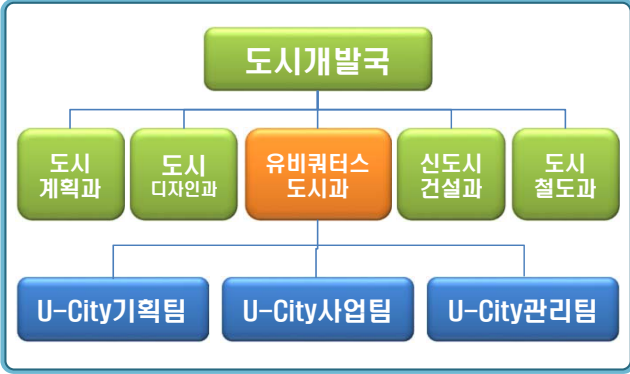 도시개발국
도시
계획과
도시
디자인과
유비쿼터스
도시과
신도시
건설과
도시
철도과
U-City기획팀
U-City사업팀
U-City관리팀